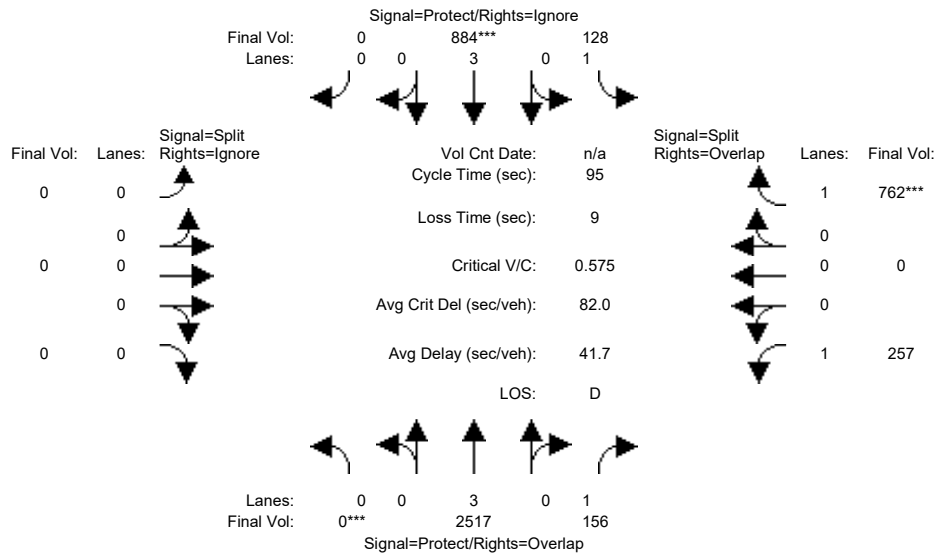 Signal=Protect/Rights=Ignore
Final Vol: 0 884*** 128
Lanes: 0 0 3 0 1
Signal=Split
Final Vol: Lanes: Rights=Ignore
Vol Cnt Date: n/a
Signal=Split
Rights=Overlap Lanes: Final Vol:
Cycle Time (sec): 95
0 0
1 762***
Loss Time (sec): 9
0
0
0 0
Critical V/C: 0.575
0 0
0
Avg Crit Del (sec/veh): 82.0
0
0 0
Avg Delay (sec/veh): 41.7
1 257
LOS: D
Lanes: 0 0 3 0 1
Final Vol: 0*** 2517 156
Signal=Protect/Rights=Overlap